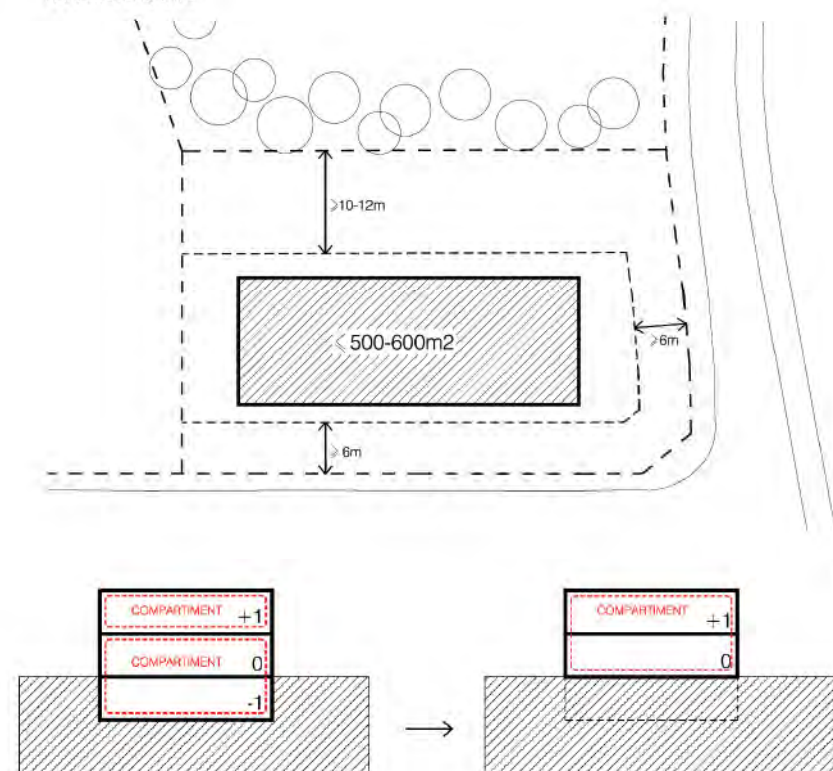 ⩾10-12m
⩽500-600m2
⩾6m
⩾6m
COMPARTIMENT +1
COMPARTIMENT 0
-1
COMPARTIMENT +1
0